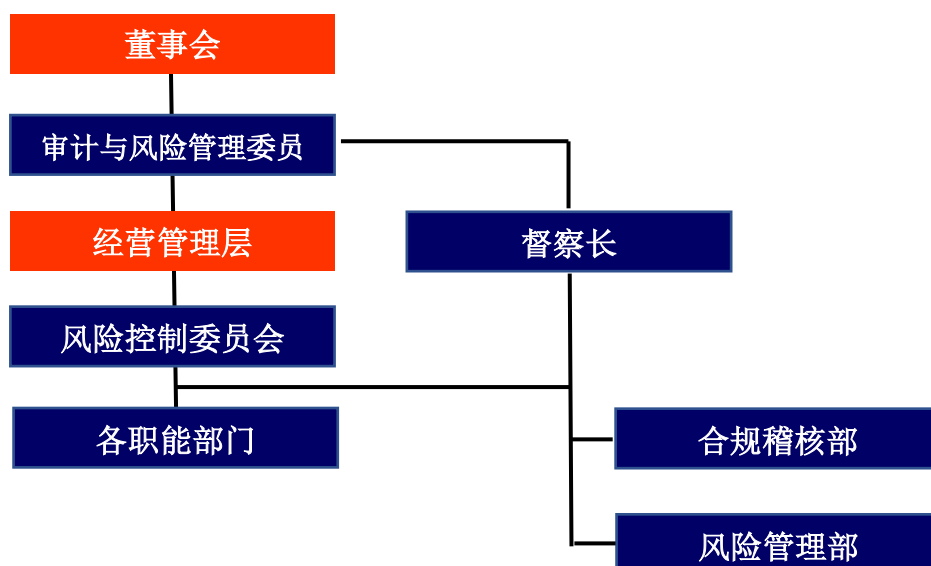 董事会
审计与风险管理委员
经营管理层
督察长
风险控制委员会
各职能部门
合规稽核部
风险管理部